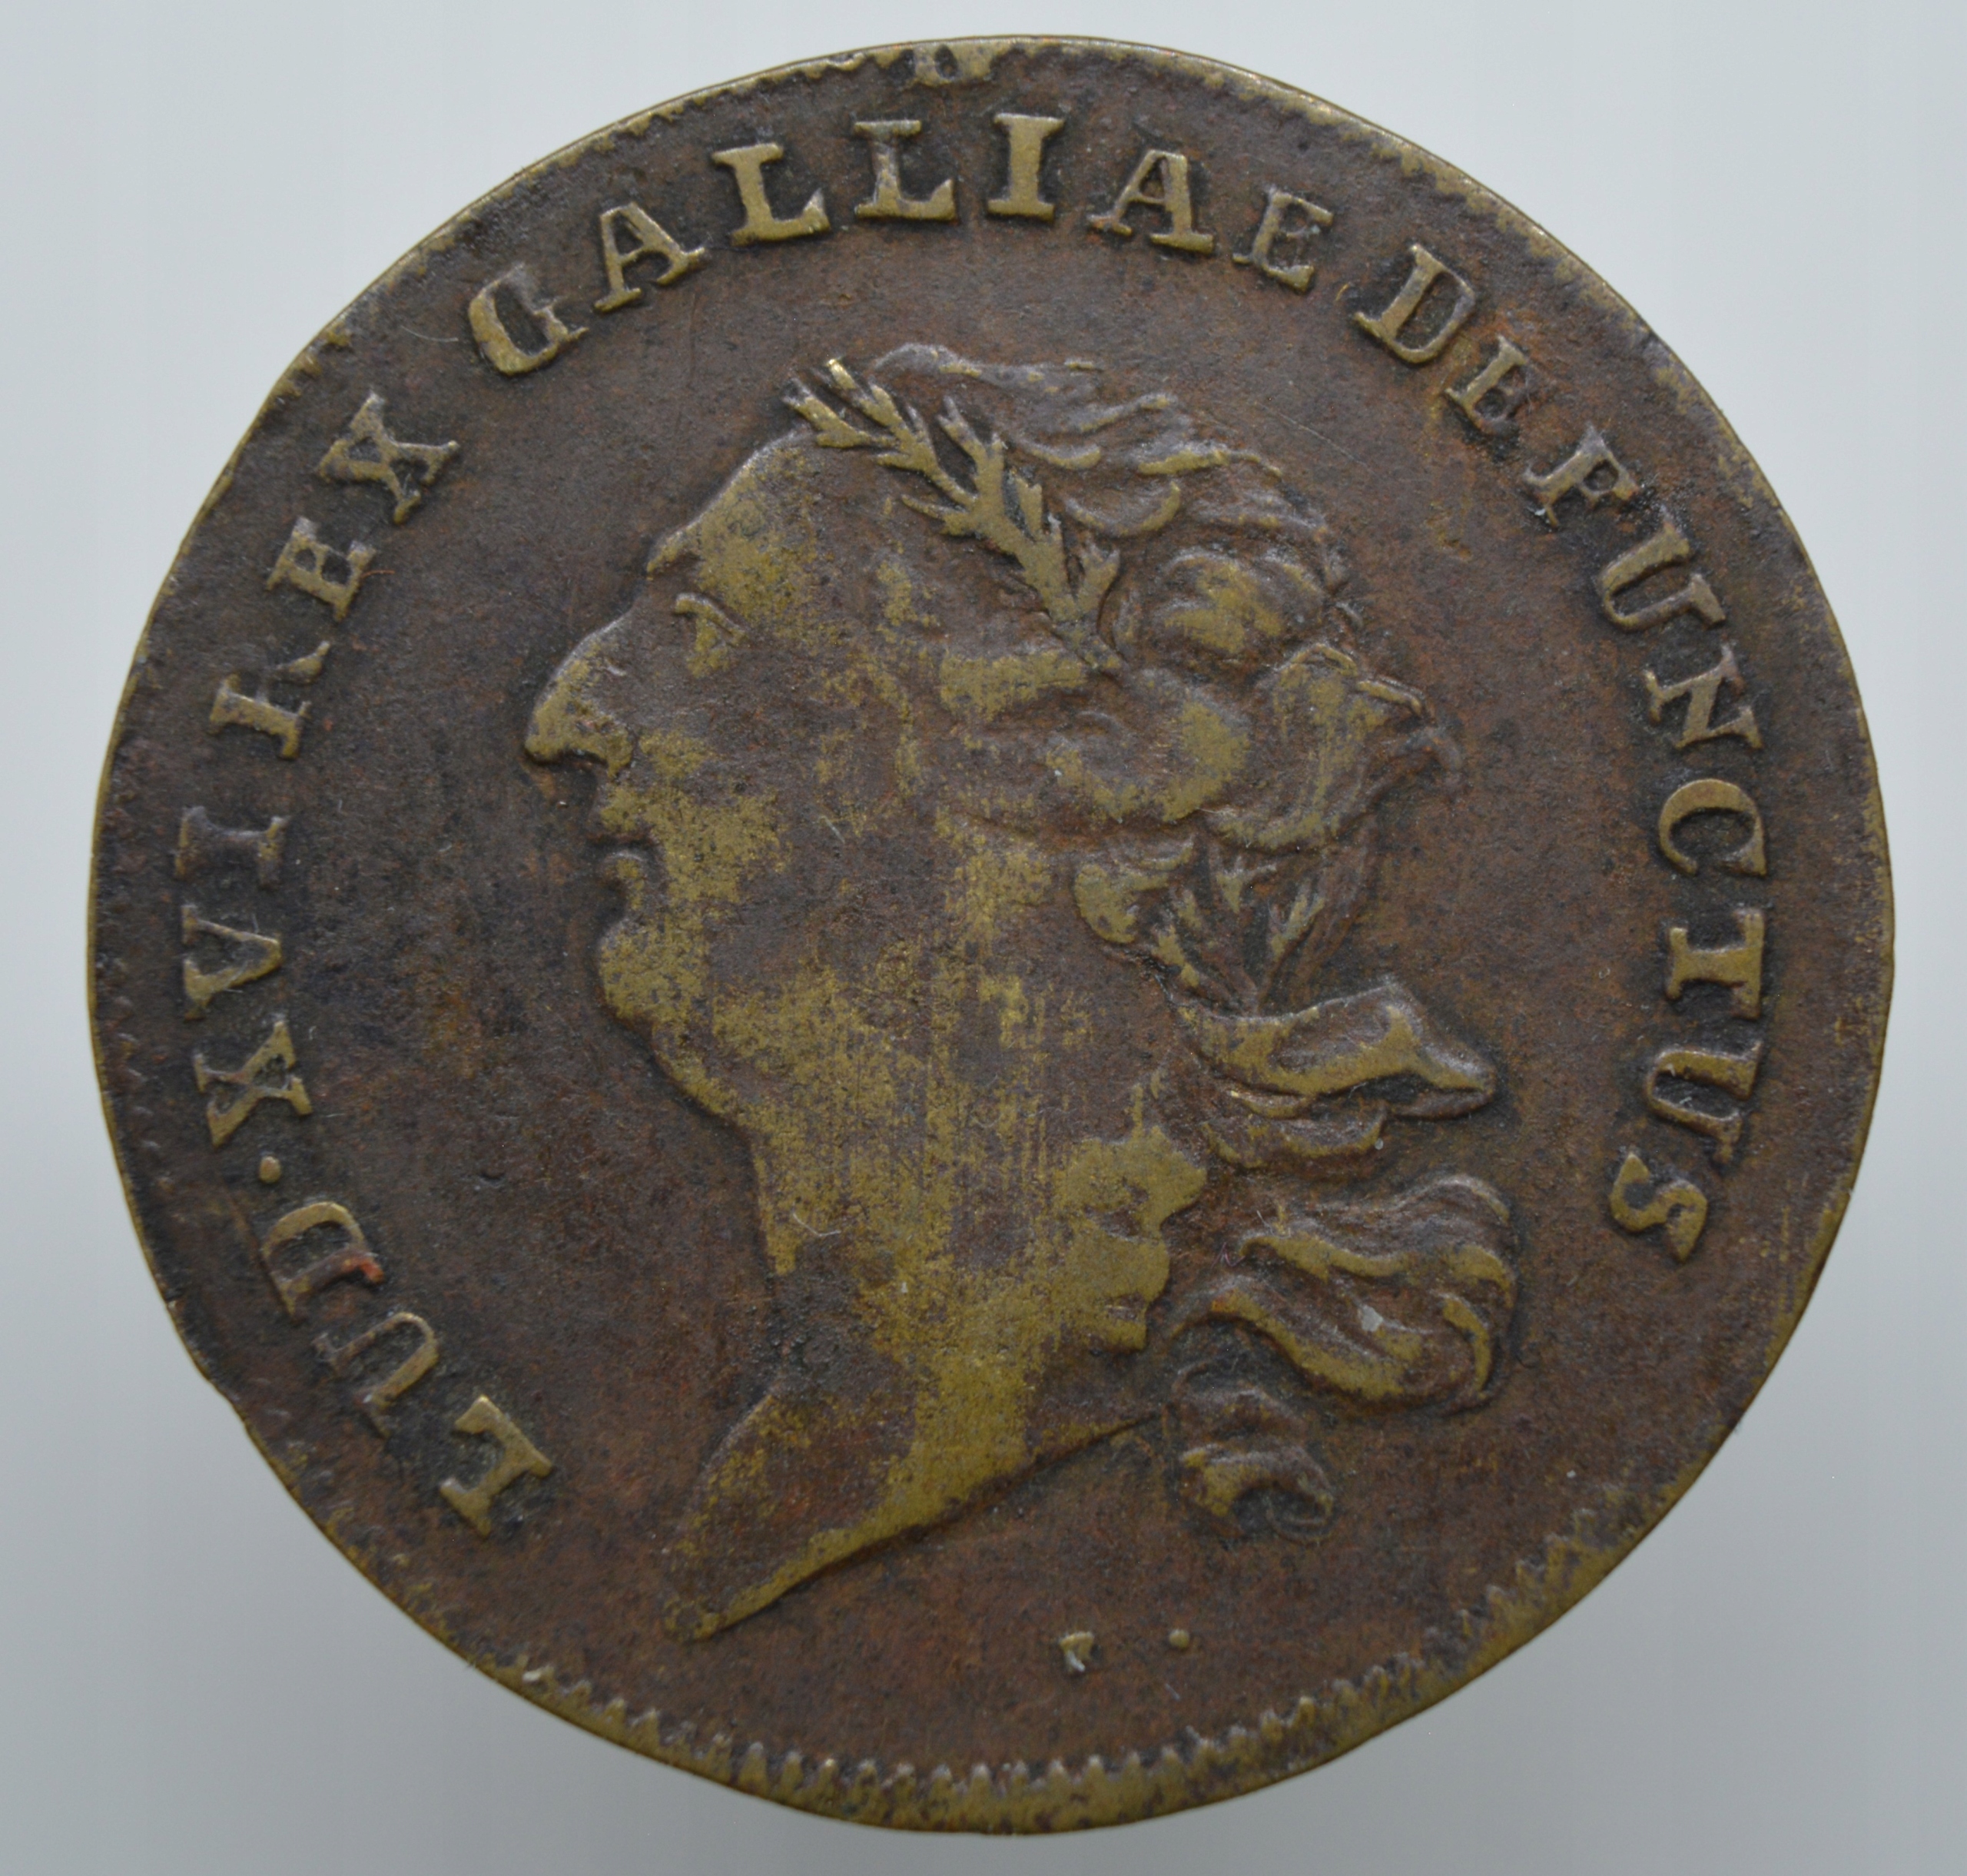 LUD. XVI REX GALLIAE DEFUNCTUS